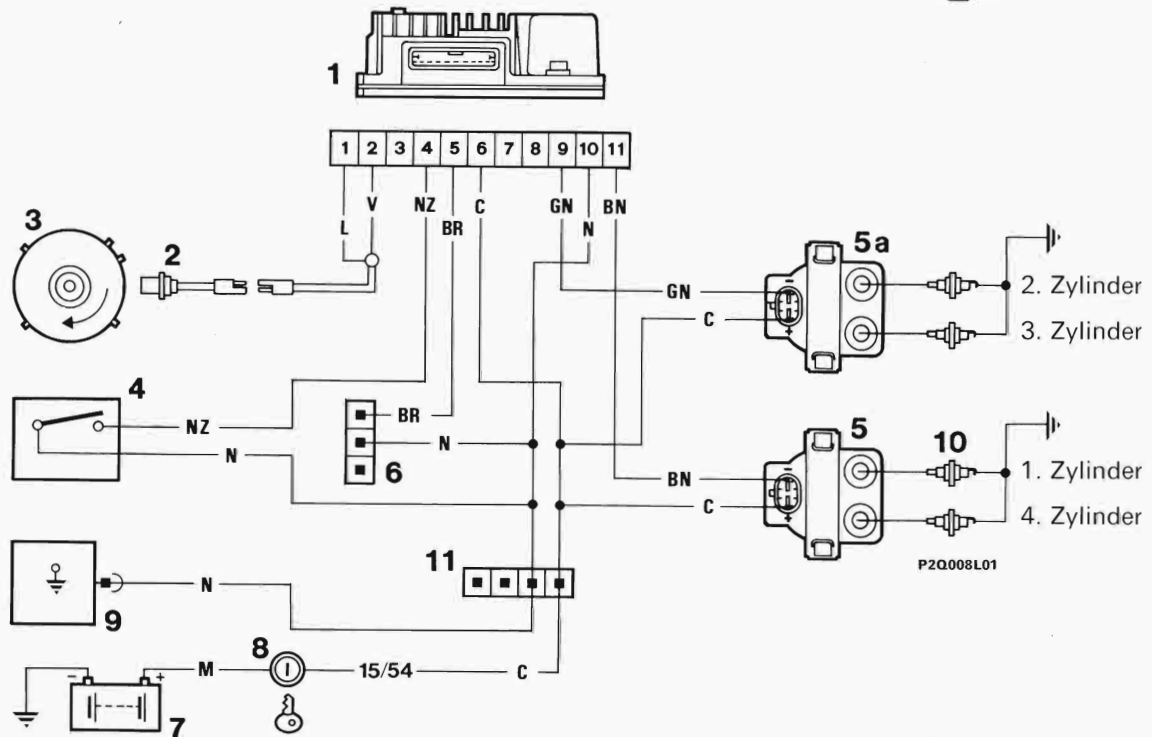 1
1 2 3 4 5 6 7 8 9 10 11
L V NZ BR C GN N BN
3 2
5a
GN - 2. Zylinder
C + 3. Zylinder
4
NZ
N
BR
N
6
5 10
BN - 1. Zylinder
C + 4. Zylinder
P2Q008L01
11
N
9
8
- + M 15/54 C
7